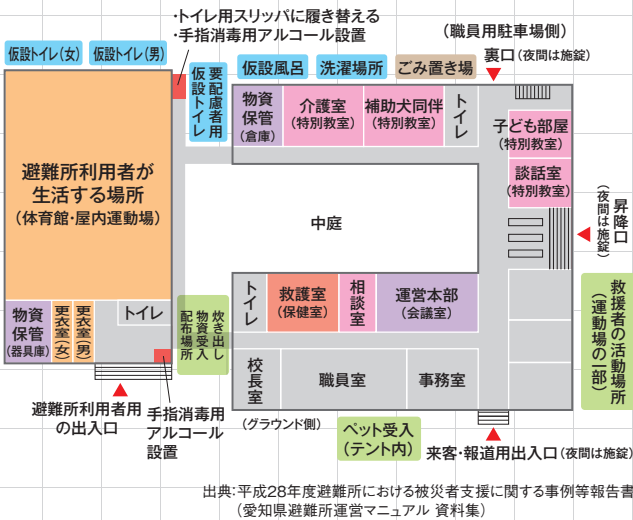 ・トイレ用スリッパに履き替える
・手指消毒用アルコール設置
仮設トイレ(女)
仮設トイレ(男)
要配慮者用
仮設トイレ
仮設風呂
洗濯場所
ごみ置き場
(職員用駐車場側)
裏口(夜間は施錠)
物資
保管
(倉庫)
介護室
(特別教室)
補助犬同伴
(特別教室)
トイレ
子ども部屋
(特別教室)
談話室
(特別教室)
昇降口
(夜間は施錠)
避難所利用者が
生活する場所
(体育館・屋内運動場)
中庭
物資
保管
(器具庫)
更衣室(女)
更衣室(男)
トイレ
炊き出し
物資受入
配布場所
トイレ
救護室
(保健室)
相談室
運営本部
(会議室)
救援者の活動場所
(運動場の一部)
校長室
職員室
事務室
避難所利用者用
の出入口
手指消毒用
アルコール
設置
(グラウンド側)
ペット受入
(テント内)
来客・報道用出入口(夜間は施錠)
出典:平成28年度避難所における被災者支援に関する事例等報告書
(愛知県避難所運営マニュアル 資料集)